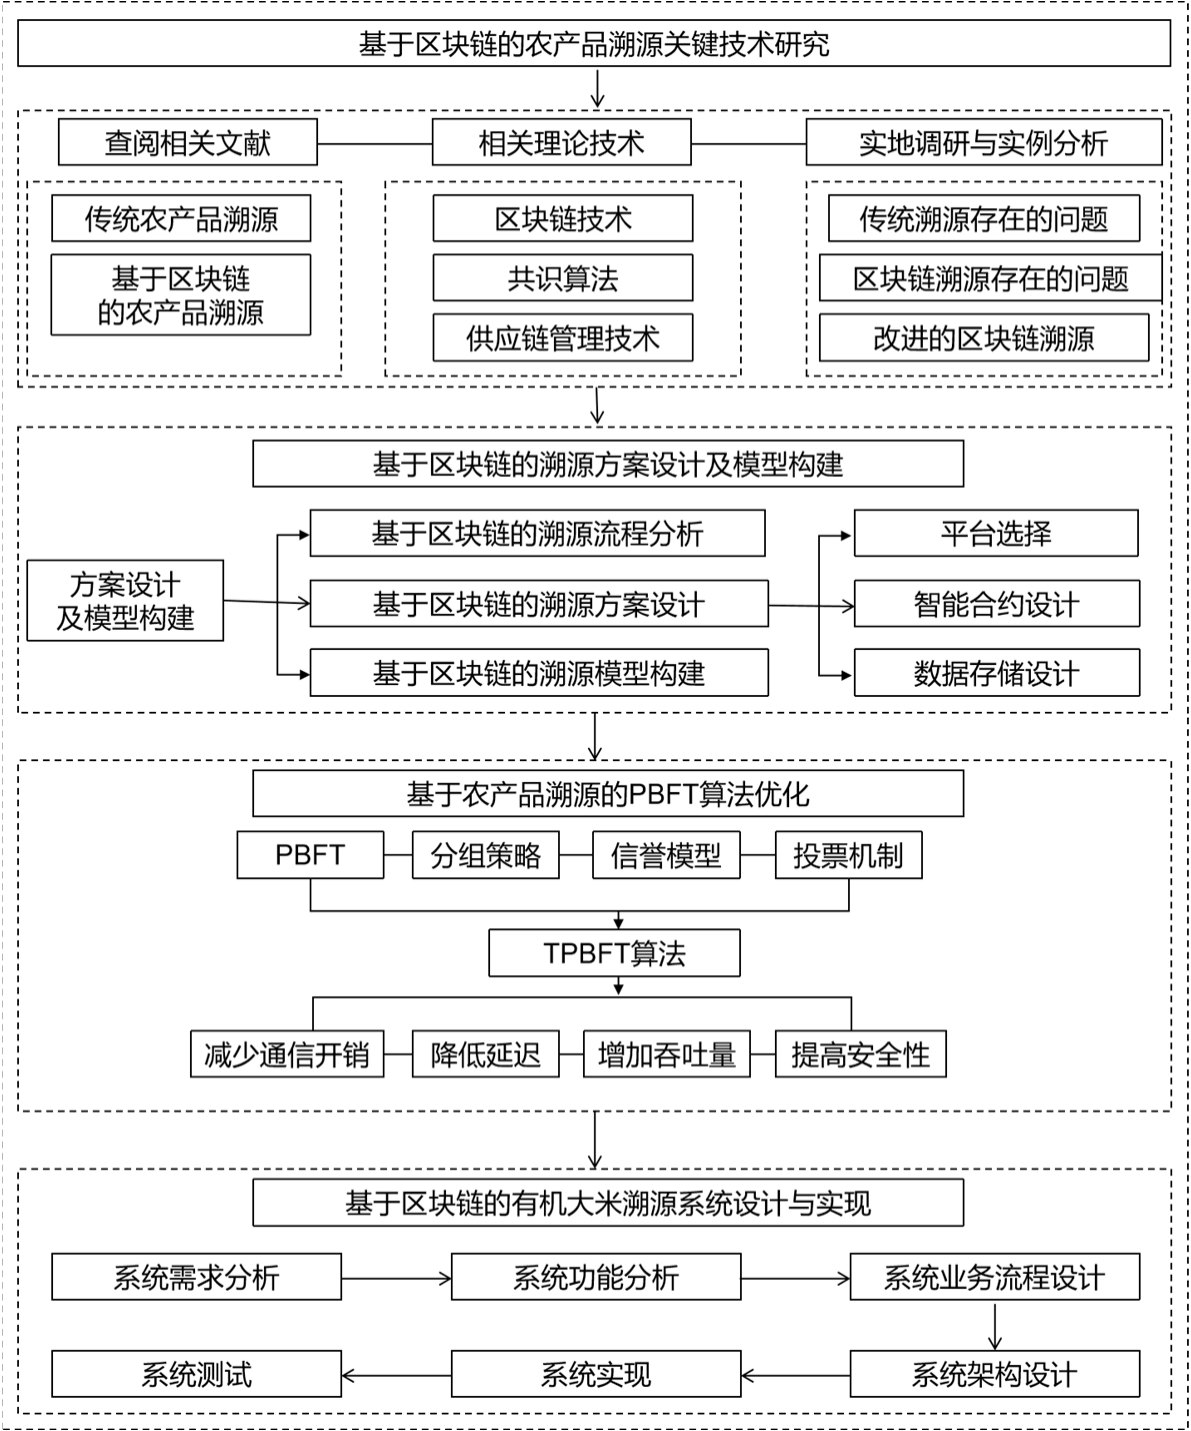 基于区块链的农产品溯源关键技术研究
查阅相关文献
相关理论技术
实地调研与实例分析
传统农产品溯源
基于区块链
的农产品溯源
区块链技术
共识算法
供应链管理技术
传统溯源存在的问题
区块链溯源存在的问题
改进的区块链溯源
基于区块链的溯源方案设计及模型构建
方案设计
及模型构建
基于区块链的溯源流程分析
基于区块链的溯源方案设计
基于区块链的溯源模型构建
平台选择
智能合约设计
数据存储设计
基于农产品溯源的PBFT算法优化
PBFT
分组策略
信誉模型
投票机制
TPBFT算法
减少通信开销
降低延迟
增加吞吐量
提高安全性
基于区块链的有机大米溯源系统设计与实现
系统需求分析
系统功能分析
系统业务流程设计
系统架构设计
系统实现
系统测试